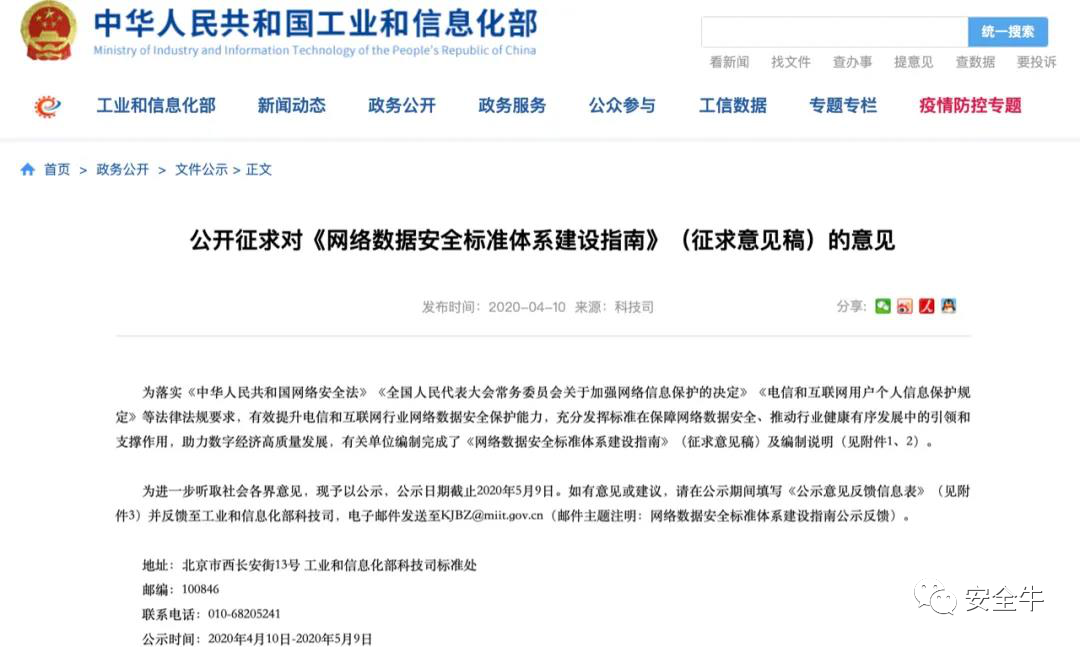 中华人民共和国工业和信息化部
Ministry of Industry and Information Technology of the People's Republic of China
统一搜索
看新闻 找文件 查办事 提意见 查数据 要投诉
工业和信息化部 新闻动态 政务公开 政务服务 公众参与 工信数据 专题专栏 疫情防控专题
首页 > 政务公开 > 文件公示 > 正文
公开征求对《网络数据安全标准体系建设指南》（征求意见稿）的意见
发布时间：2020-04-10 来源：科技司
分享:
为落实《中华人民共和国网络安全法》《全国人民代表大会常务委员会关于加强网络信息保护的决定》《电信和互联网用户个人信息保护规
定》等法律法规要求，有效提升电信和互联网行业网络数据安全保护能力，充分发挥标准在保障网络数据安全、推动行业健康有序发展中的引领和
支撑作用，助力数字经济高质量发展，有关单位编制完成了《网络数据安全标准体系建设指南》（征求意见稿）及编制说明（见附件1、2）。
为进一步听取社会各界意见，现予以公示，公示日期截止2020年5月9日。如有意见或建议，请在公示期间填写《公示意见反馈信息表》（见附
件3）并反馈至工业和信息化部科技司，电子邮件发送至KJBZ@miit.gov.cn（邮件主题注明：网络数据安全标准体系建设指南公示反馈）。
地址：北京市西长安街13号 工业和信息化部科技司标准处
邮编：100846
联系电话：010-68205241
公示时间：2020年4月10日-2020年5月9日
安全牛